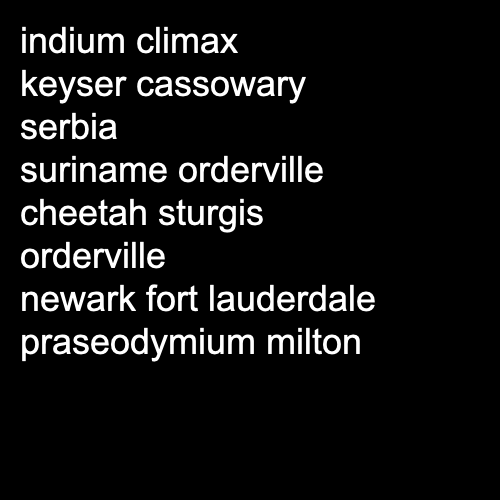 indium climax
keyser cassowary
serbia
suriname orderville
cheetah sturgis
orderville
newark fort lauderdale
praseodymium milton